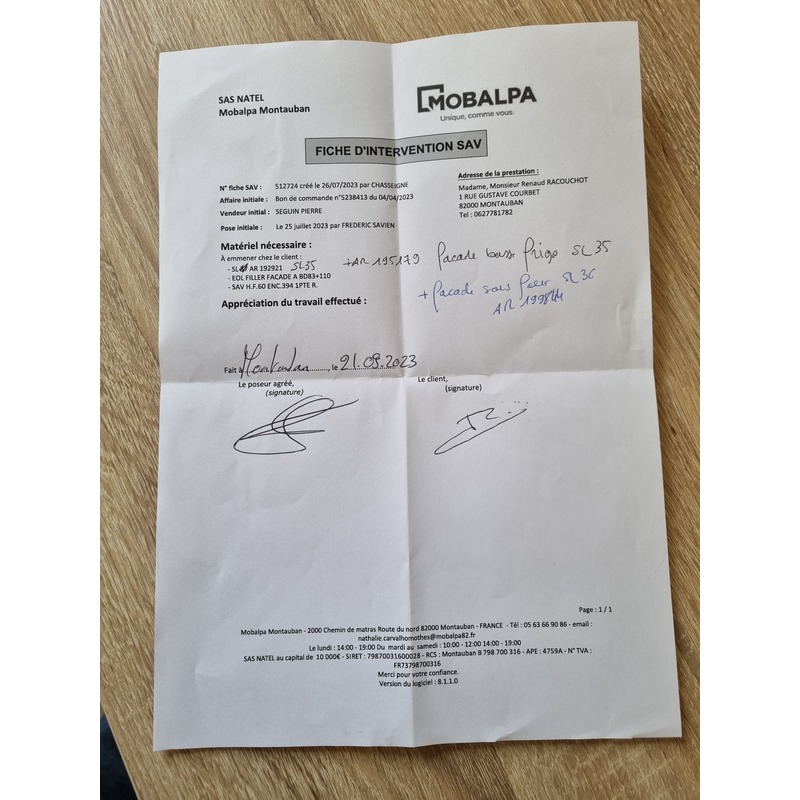 SAS NATEL
Mobalpa Montauban
MOBALPA
Unique, comme vous.
FICHE D'INTERVENTION SAV
N° fiche SAV : 512724 créé le 26/07/2023 par CHASSEIGNE
Affaire initiale : Bon de commande n°5238413 du 04/04/2023
Vendeur initial : SEGUIN PIERRE
Pose initiale : Le 25 juillet 2023 par FREDERIC SAVIEN
Adresse de la prestation :
Madame, Monsieur Renaud RACOUCHOT
1 RUE GUSTAVE COURBET
82000 MONTAUBAN
Tel : 0627781782
Matériel nécessaire :
À emmener chez le client :
- SL AR 192921 SL35 +AR 195179 façade basse frigo SL35
- EOL FILLER FACADE A BD83+110
- SAV H.F.60 ENC.394 1PTE R.
+ façade sous four SL 36
AR
Appréciation du travail effectué :
Fait à Montauban, le 21.09.2023
Le poseur agréé,
(signature)
Le client,
(signature)
Page : 1 / 1
Mobalpa Montauban - 2000 Chemin de matras Route du nord 82000 Montauban - FRANCE - Tél : 05 63 66 90 86 - email :
nathalie.carvalhomothes@mobalpa82.fr
Le lundi : 14:00 - 19:00 Du mardi au samedi : 10:00 - 12:00 14:00 - 19:00
SAS NATEL au capital de 10 000€ - SIRET : 79870031600028 - RCS : Montauban B 798 700 316 - APE : 4759A - N° TVA :
FR73798700316
Merci pour votre confiance.
Version du logiciel : 8.1.1.0